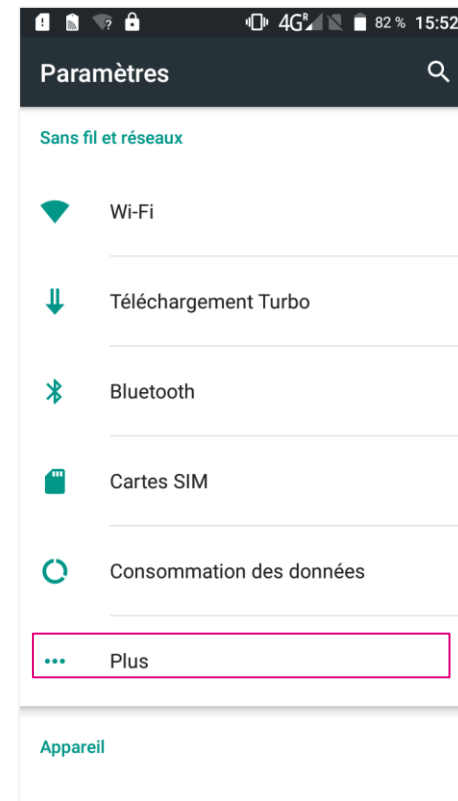 4G R 82 % 15:52
Paramètres
Sans fil et réseaux
Wi-Fi
Téléchargement Turbo
Bluetooth
Cartes SIM
Consommation des données
Plus
Appareil